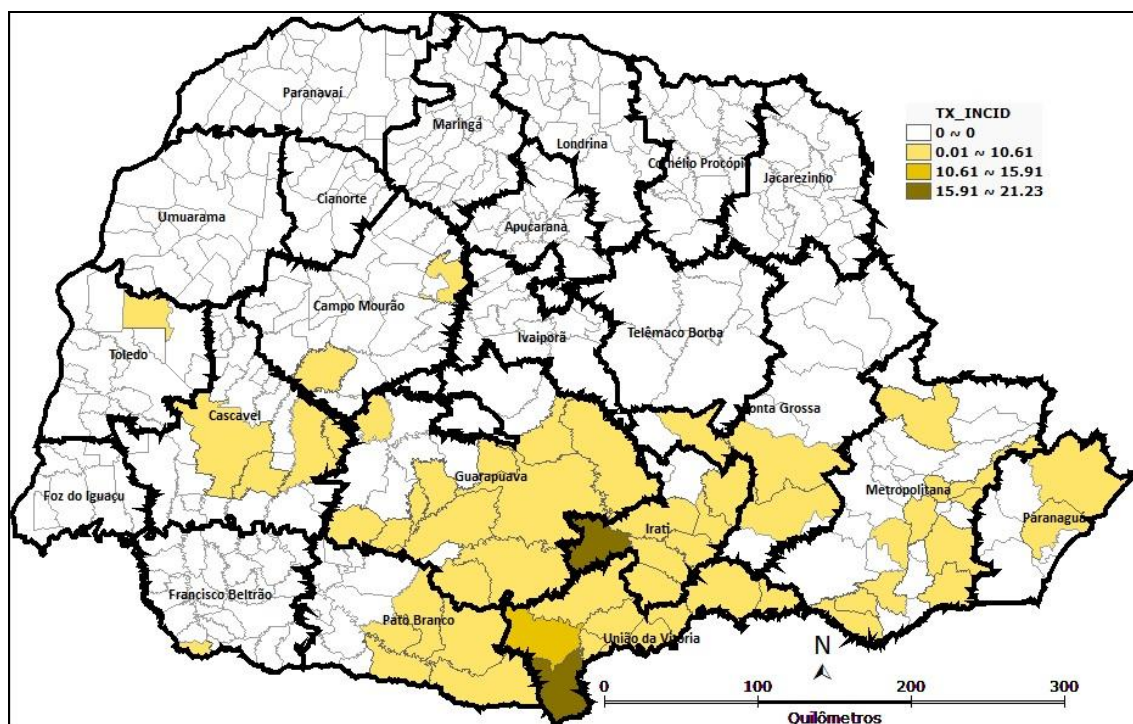 Paranavaí
Maringá
Londrina
Cornélio Procópio
Jacarezinho
TX_INCID
0 ~ 0
0.01 ~ 10.61
10.61 ~ 15.91
15.91 ~ 21.23
Umuarama
Cianorte
Apucarana
Campo Mourão
Ivaiporã
Telêmaco Borba
Toledo
Cascavel
Ponta Grossa
Foz do Iguaçu
Guarapuava
Metropolitana
Irati
Paranaguá
Francisco Beltrão
Pato Branco
União da Vitória
N
0 100 200 300
Quilômetros